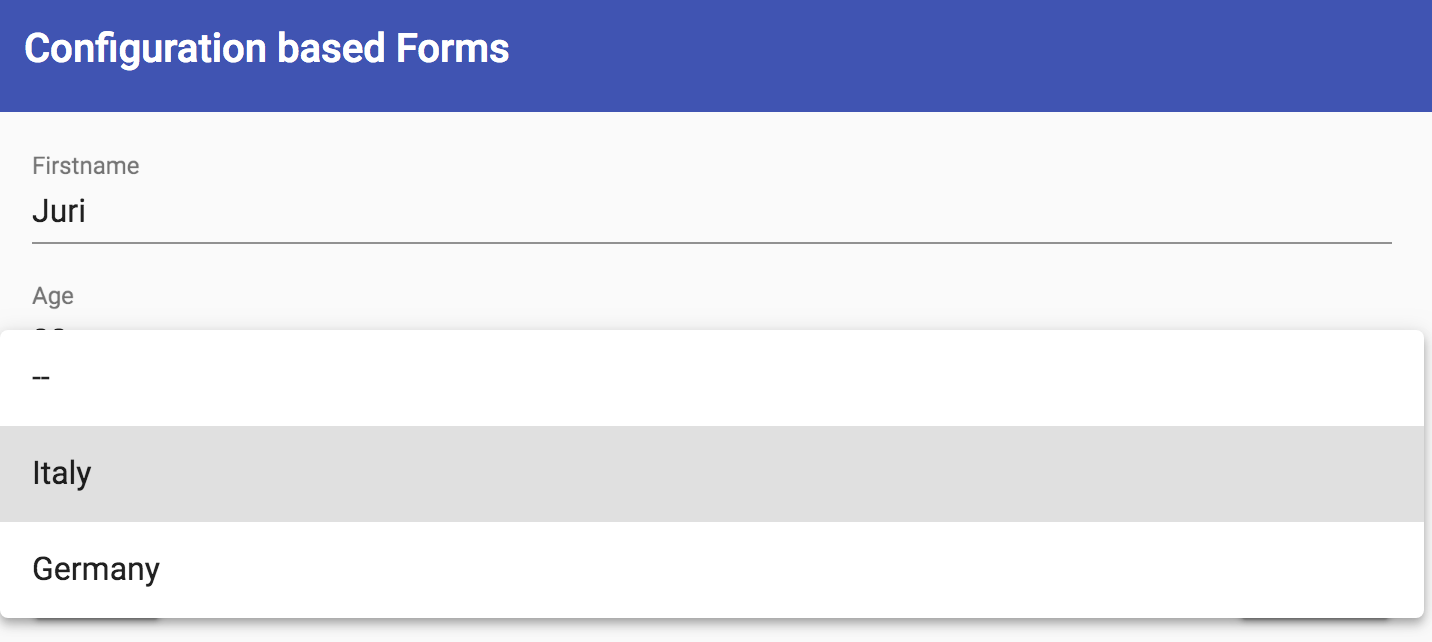 Configuration based Forms
Firstname
Juri
Age
--
Italy
Germany